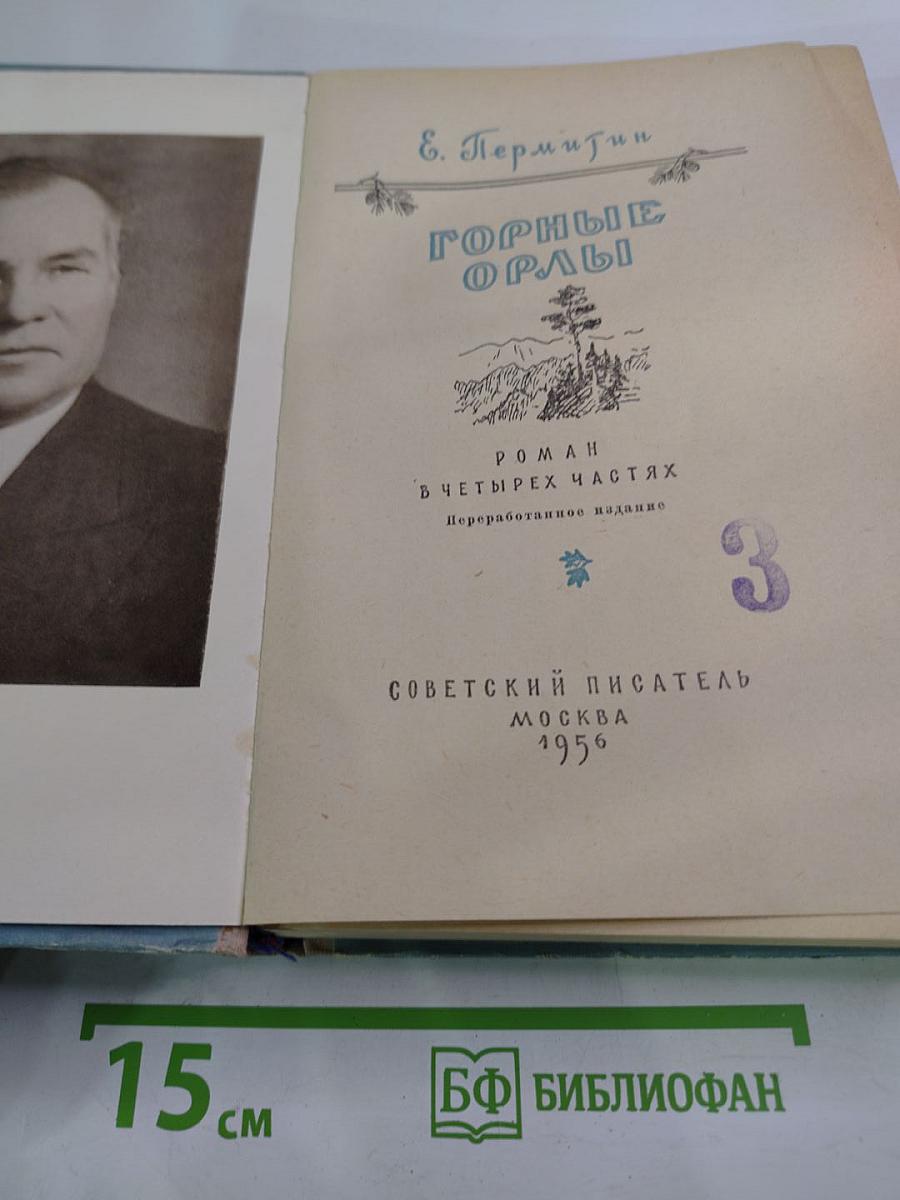 Е. Пермитин
ГОРНЫЕ
ОРЛЫ
РОМАН
В ЧЕТЫРЕХ ЧАСТЯХ
Переработанное издание
3
СОВЕТСКИЙ ПИСАТЕЛЬ
МОСКВА
1956
15 см
БФ БИБЛИОФАН